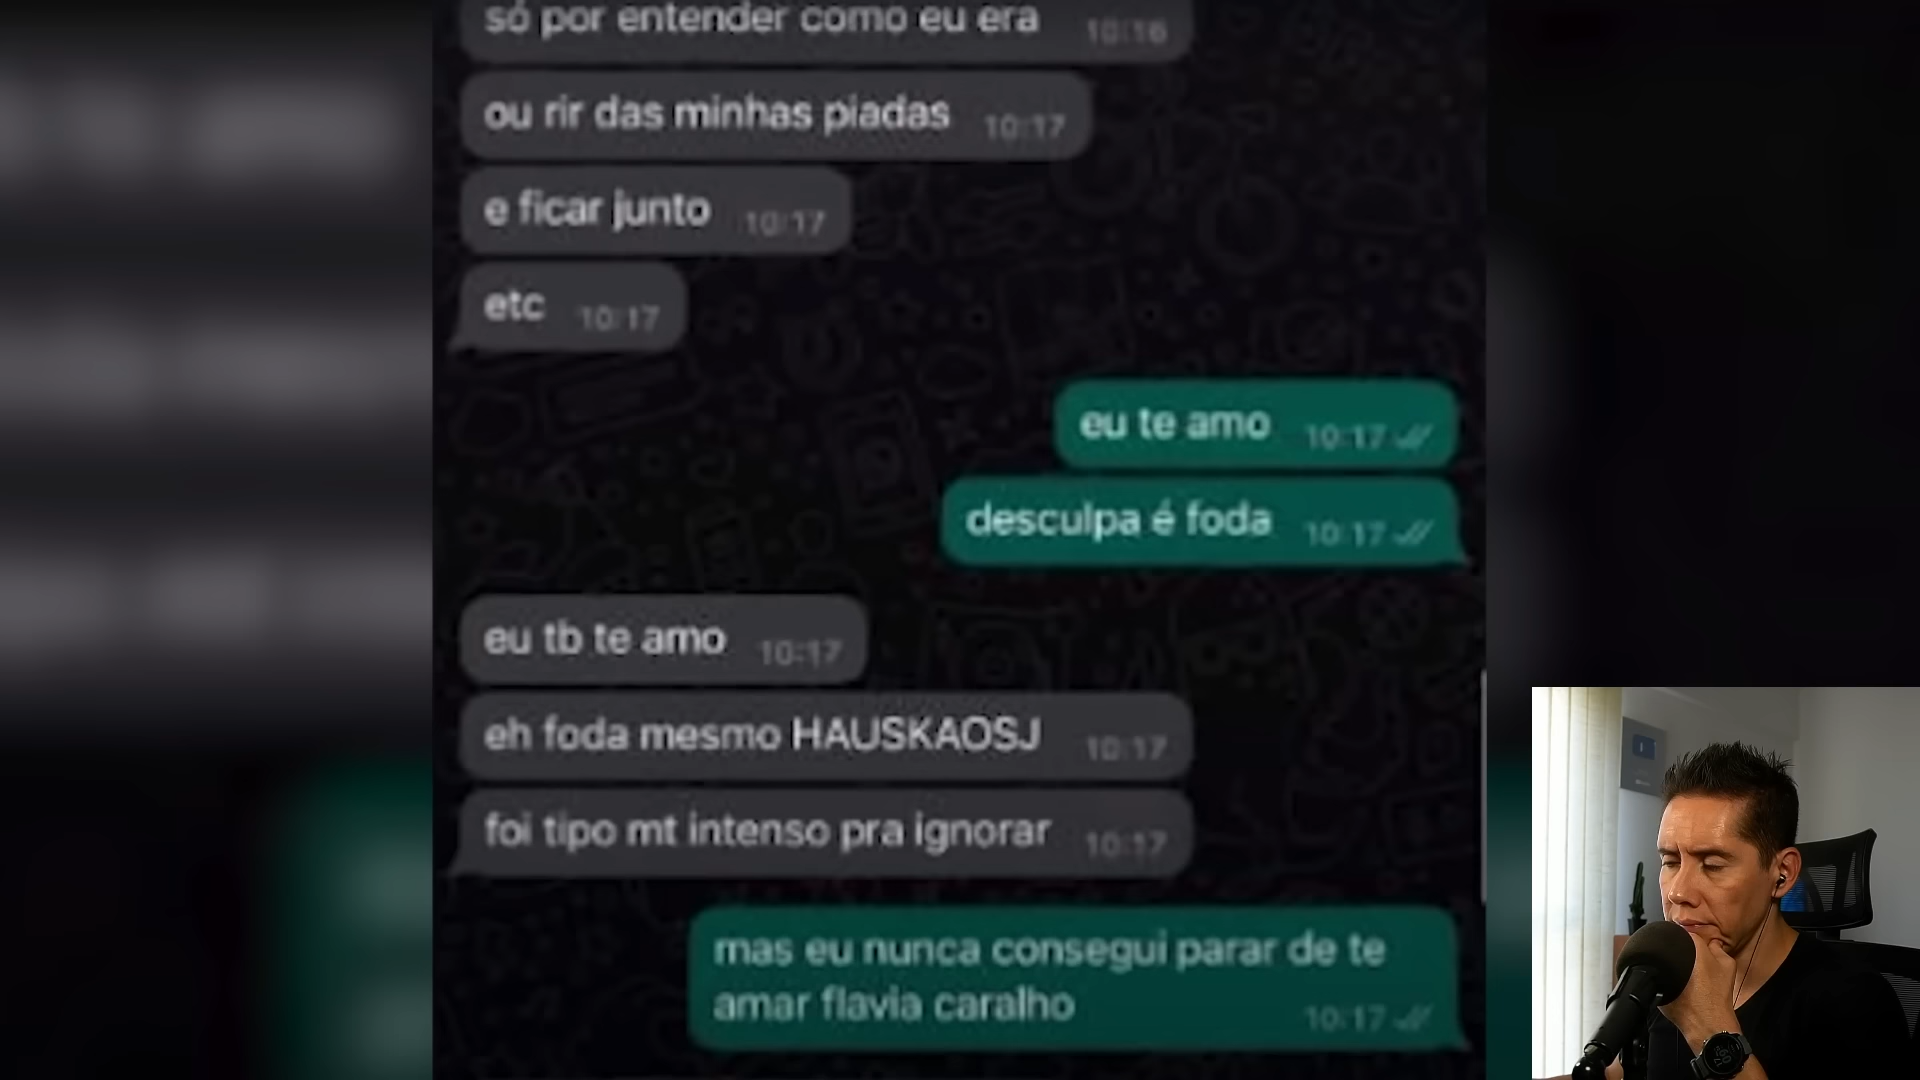 só por entender como eu era 10:16
ou rir das minhas piadas 10:17
e ficar junto 10:17
etc 10:17
eu te amo 10:17
desculpa é foda 10:17
eu tb te amo 10:17
eh foda mesmo HAUSKAOSJ 10:17
foi tipo mt intenso pra ignorar 10:17
mas eu nunca consegui parar de te
amar flavia caralho 10:17